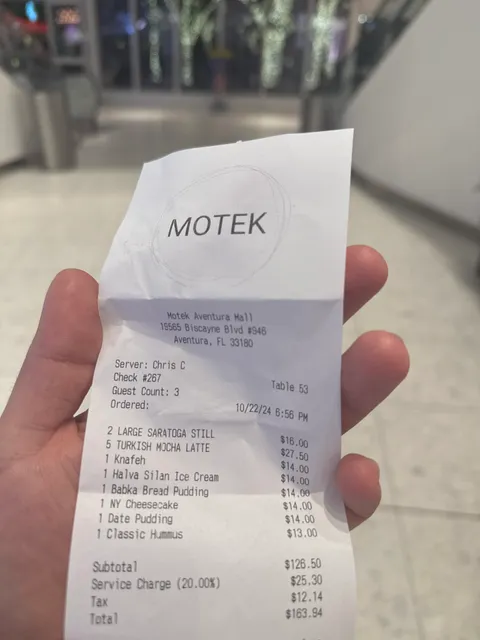 MOTEK
Motek Aventura Mall
19565 Biscayne Blvd #946
Aventura, FL 33180
Server: Chris C
Check #267 Table 53
Guest Count: 3
Ordered: 10/22/24 6:56 PM
2 LARGE SARATOGA STILL $16.00
5 TURKISH MOCHA LATTE $27.50
1 Knafeh $14.00
1 Halva Silan Ice Cream $14.00
1 Babka Bread Pudding $14.00
1 NY Cheesecake $14.00
1 Date Pudding $14.00
1 Classic Hummus $13.00
Subtotal $126.50
Service Charge (20.00%) $25.30
Tax $12.14
Total $163.94